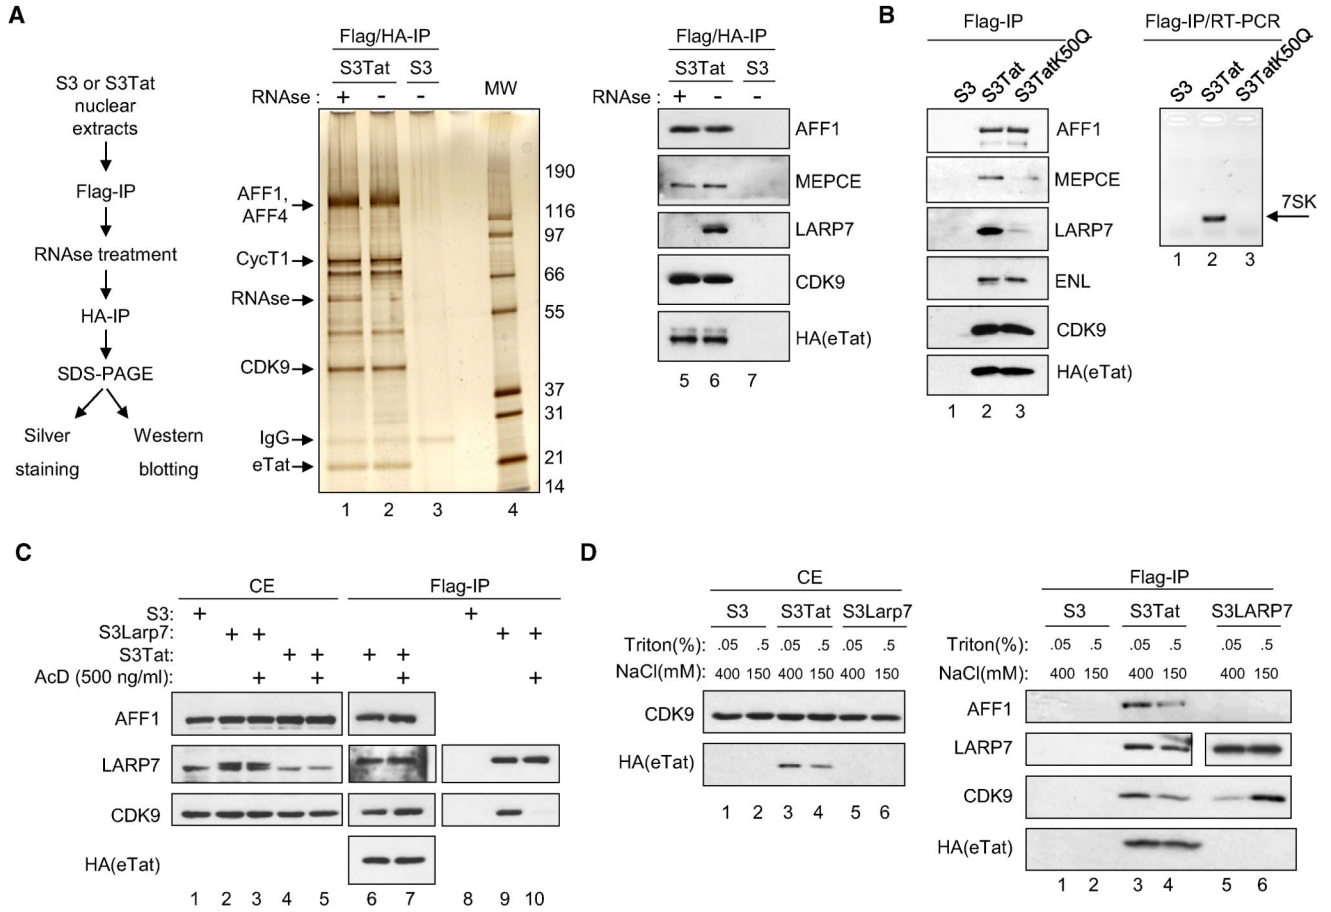 A
S3 or S3Tat
nuclear
extracts
Flag-IP
RNAse treatment
HA-IP
SDS-PAGE
Silver
staining
Western
blotting
Flag/HA-IP
S3Tat S3
RNAse : + - - MW
AFF1,
AFF4
CycT1
RNAse
CDK9
IgG
eTat
190
116
97
66
55
37
31
21
14
1 2 3 4
Flag/HA-IP
S3Tat S3
RNAse : + - -
AFF1
MEPCE
LARP7
CDK9
HA(eTat)
5 6 7
B
Flag-IP
S3 S3Tat S3TatK50Q
AFF1
MEPCE
LARP7
ENL
CDK9
HA(eTat)
1 2 3
Flag-IP/RT-PCR
S3 S3Tat S3TatK50Q
7SK
1 2 3
C
CE Flag-IP
S3: + +
S3Larp7: + + + +
S3Tat: + + + +
AcD (500 ng/ml): + + + +
AFF1
LARP7
CDK9
HA(eTat)
1 2 3 4 5 6 7 8 9 10
D
CE
S3 S3Tat S3Larp7
Triton(%): .05 .5 .05 .5 .05 .5
NaCl(mM): 400 150 400 150 400 150
CDK9
HA(eTat)
1 2 3 4 5 6
Flag-IP
S3 S3Tat S3LARP7
Triton(%): .05 .5 .05 .5 .05 .5
NaCl(mM): 400 150 400 150 400 150
AFF1
LARP7
CDK9
HA(eTat)
1 2 3 4 5 6